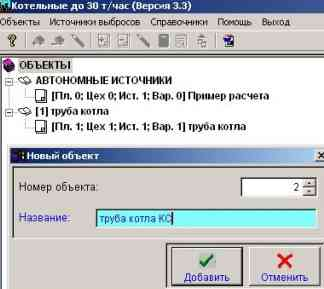 Котельные до 30 т/час (Версия 3.3)
Объекты Источники выбросов Справочники Помощь Выход
ОБЪЕКТЫ
АВТОНОМНЫЕ ИСТОЧНИКИ
[Пл. 0; Цех 0; Ист. 1; Вар. 0] Пример расчета
[1] труба котла
[Пл. 1; Цех 1; Ист. 1; Вар. 1] труба котла
Новый объект
Номер объекта: 2
Название: труба котла КС
Добавить Отменить